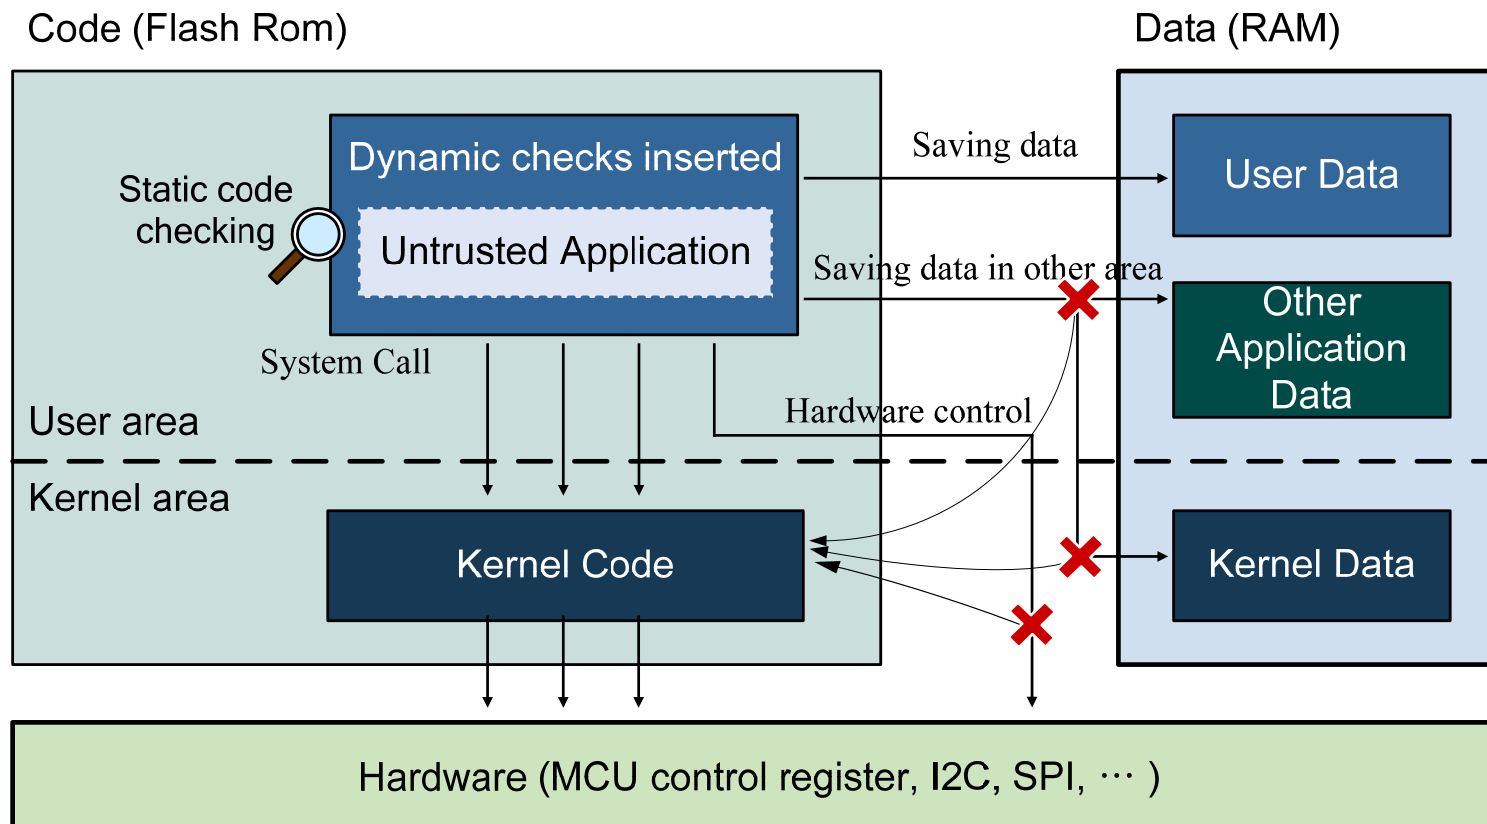 Code (Flash Rom)
Data (RAM)
Dynamic checks inserted
Static code
checking
Untrusted Application
Saving data
User Data
Saving data in other area
Other
Application
Data
System Call
Hardware control
User area
Kernel area
Kernel Code
Kernel Data
Hardware (MCU control register, I2C, SPI, ⋯ )